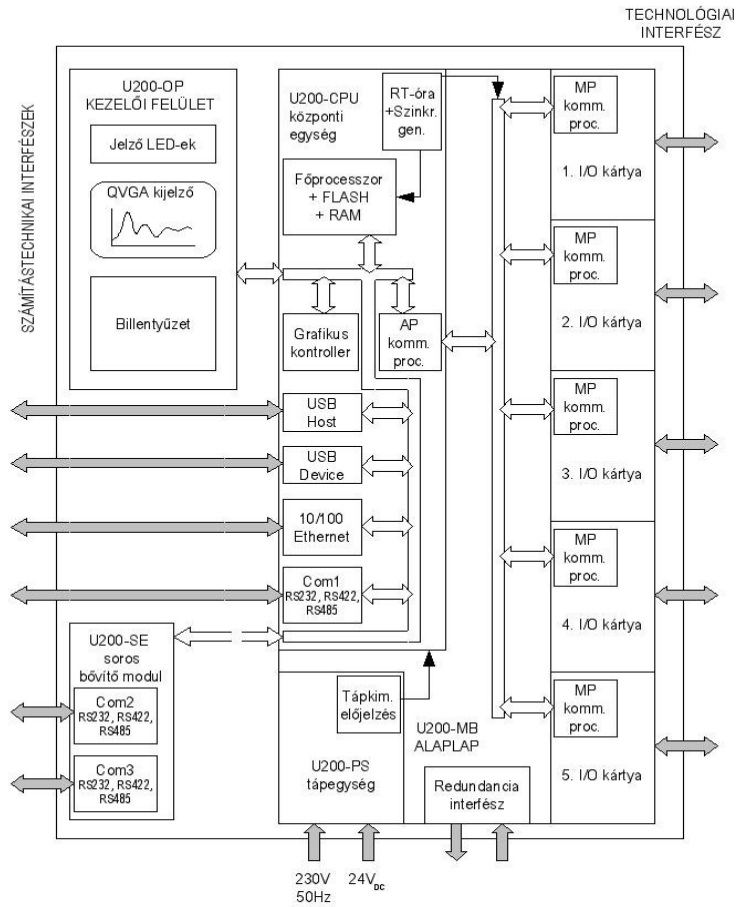 TECHNOLÓGIAI
INTERFÉSZ
SZÁMÍTÁSTECHNIKAI INTERFÉSZEK
U200-OP
KEZELŐI FELÜLET
Jelző LED-ek
QVGA kijelző
Billentyűzet
U200-CPU
központi
egység
RT-óra
+Szinkr.
gen.
Főprocesszor
+ FLASH
+ RAM
Grafikus
kontroller
AP
komm.
proc.
USB
Host
USB
Device
10/100
Ethernet
Com1
RS232, RS422,
RS485
U200-SE
soros
bővítő modul
Com2
RS232, RS422,
RS485
Com3
RS232, RS422,
RS485
Tápkim.
előjelzés
U200-PS
tápegység
U200-MB
ALAPLAP
Redundancia
interfész
230V
50Hz
24VDC
MP
komm.
proc.
1. I/O kártya
MP
komm.
proc.
2. I/O kártya
MP
komm.
proc.
3. I/O kártya
MP
komm.
proc.
4. I/O kártya
MP
komm.
proc.
5. I/O kártya